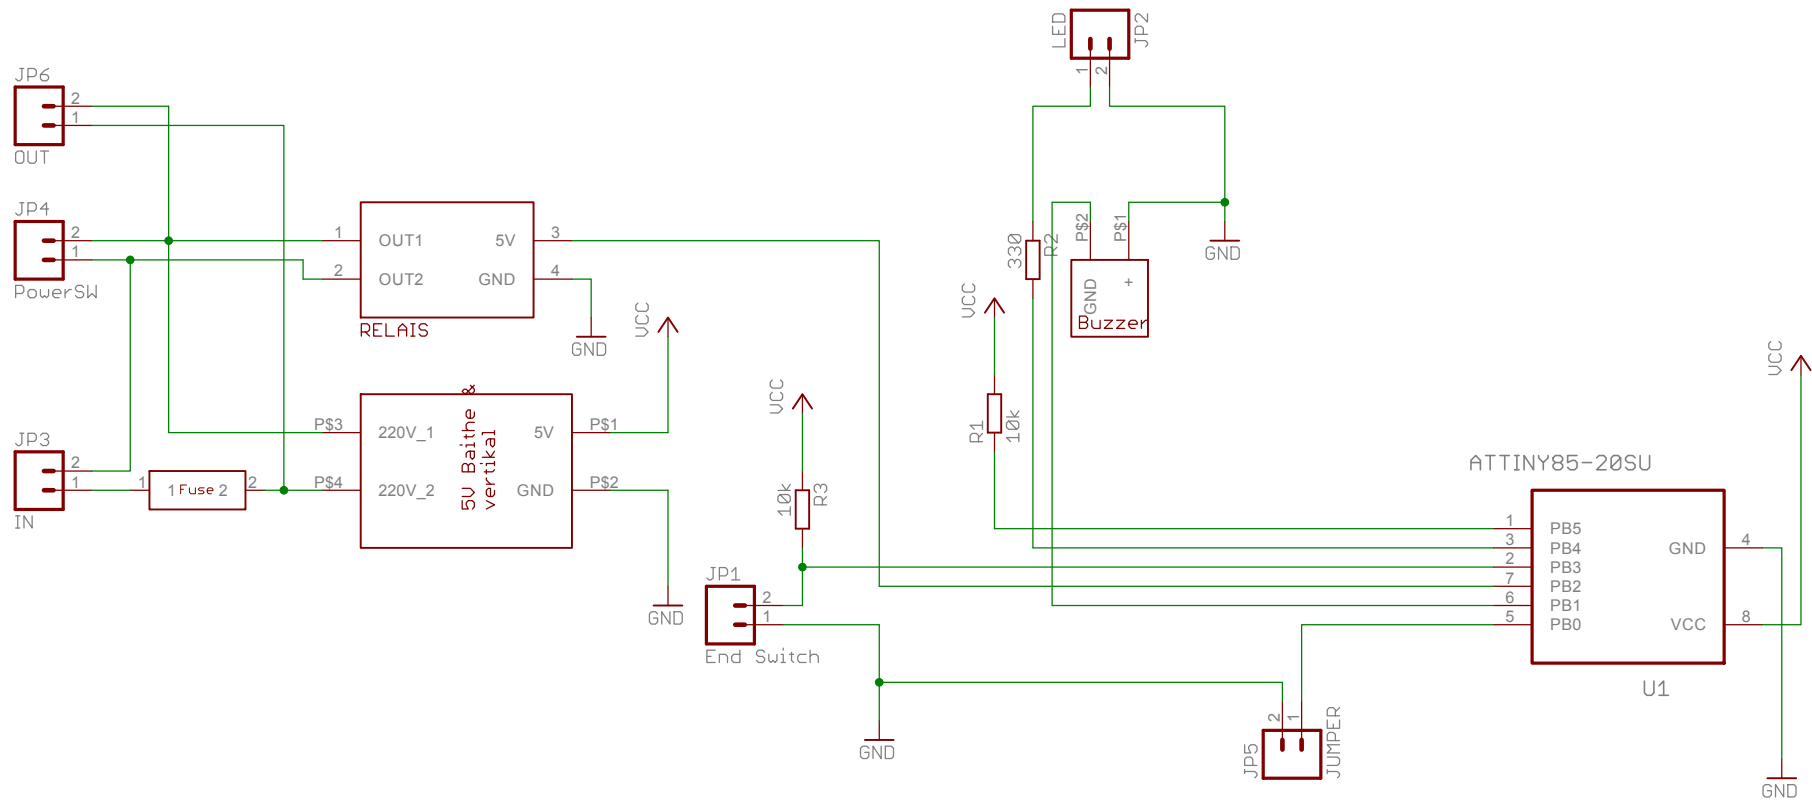 JP6
2
1
OUT
JP4
2
1
PowerSW
JP3
2
1
IN
1
1 Fuse 2
2
1
2
OUT1
OUT2
5V
GND
3
4
RELAIS
GND
P$3
P$4
220V_1
220V_2
5V Baithe &
vertikal
5V
GND
P$1
P$2
VCC
GND
VCC
10k
R3
JP1
2
1
End Switch
GND
LED
JP2
1
2
330
R2
P$2
P$1
GND
+
Buzzer
GND
VCC
R1
10k
JP5
2
1
JUMPER
ATTINY85-20SU
1
3
2
7
6
5
PB5
PB4
PB3
PB2
PB1
PB0
GND
VCC
4
8
U1
VCC
GND